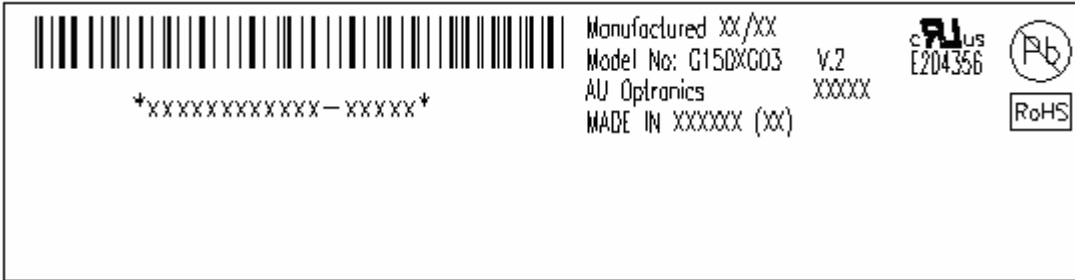 Manufactured XX/XX
Model No: G150XG03 V.2
AU Optronics XXXXX
MADE IN XXXXXX (XX)
*xxxxxxxxxxxx-xxxxx*
c RU us
E204356
Pb
RoHS